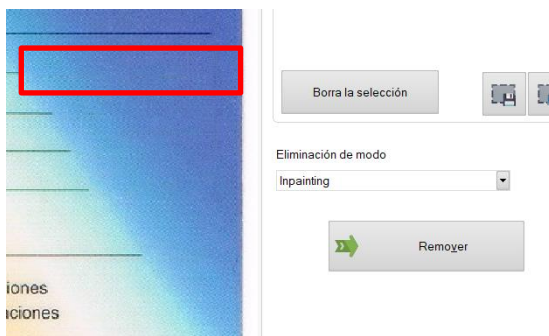 Borra la selección
Eliminación de modo
Inpainting
Remover
iones
aciones